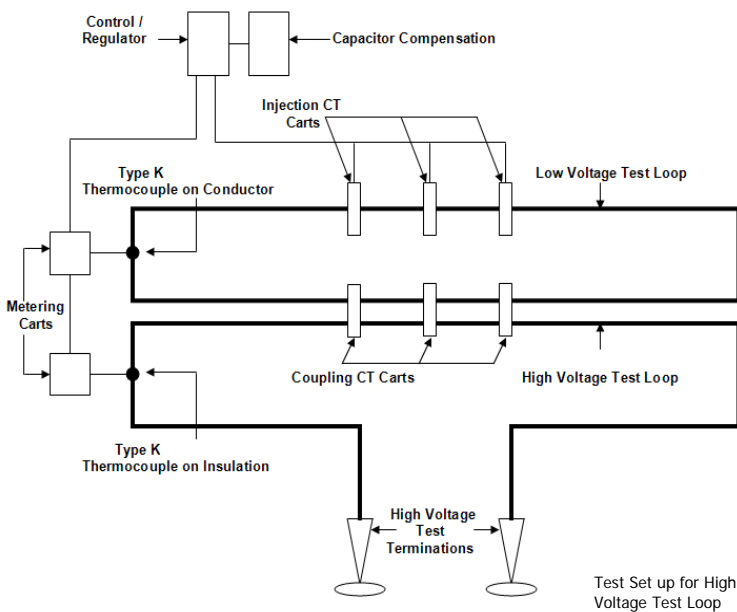 Control /
Regulator
Capacitor Compensation
Injection CT
Carts
Type K
Thermocouple on Conductor
Low Voltage Test Loop
Metering
Carts
Coupling CT Carts
High Voltage Test Loop
Type K
Thermocouple on Insulation
High Voltage
Test
Terminations
Test Set up for High
Voltage Test Loop